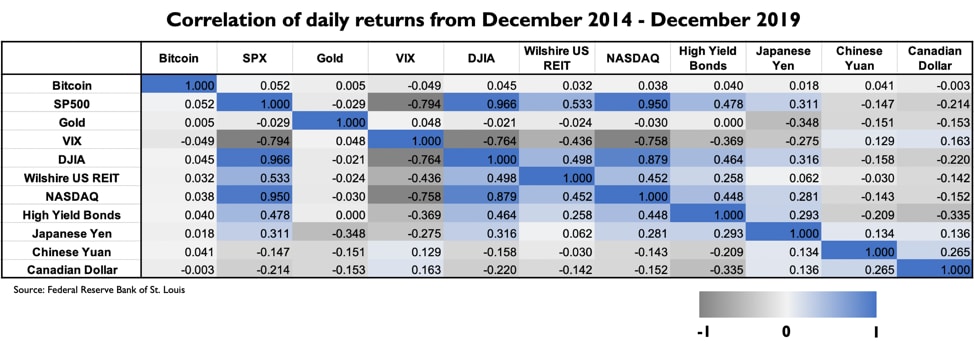 Correlation of daily returns from December 2014 - December 2019
Bitcoin SPX Gold VIX DJIA Wilshire US REIT NASDAQ High Yield Bonds Japanese Yen Chinese Yuan Canadian Dollar
Bitcoin 1.000 0.052 0.005 -0.049 0.045 0.032 0.038 0.040 0.018 0.041 -0.003
SP500 0.052 1.000 -0.029 -0.794 0.966 0.533 0.950 0.478 0.311 -0.147 -0.214
Gold 0.005 -0.029 1.000 0.048 -0.021 -0.024 -0.030 0.000 -0.348 -0.151 -0.153
VIX -0.049 -0.794 0.048 1.000 -0.764 -0.436 -0.758 -0.369 -0.275 0.129 0.163
DJIA 0.045 0.966 -0.021 -0.764 1.000 0.498 0.879 0.464 0.316 -0.158 -0.220
Wilshire US REIT 0.032 0.533 -0.024 -0.436 0.498 1.000 0.452 0.258 0.062 -0.030 -0.142
NASDAQ 0.038 0.950 -0.030 -0.758 0.879 0.452 1.000 0.448 0.281 -0.143 -0.152
High Yield Bonds 0.040 0.478 0.000 -0.369 0.464 0.258 0.448 1.000 0.293 -0.209 -0.335
Japanese Yen 0.018 0.311 -0.348 -0.275 0.316 0.062 0.281 0.293 1.000 0.134 0.136
Chinese Yuan 0.041 -0.147 -0.151 0.129 -0.158 -0.030 -0.143 -0.209 0.134 1.000 0.265
Canadian Dollar -0.003 -0.214 -0.153 0.163 -0.220 -0.142 -0.152 -0.335 0.136 0.265 1.000
Source: Federal Reserve Bank of St. Louis
-1 0 1